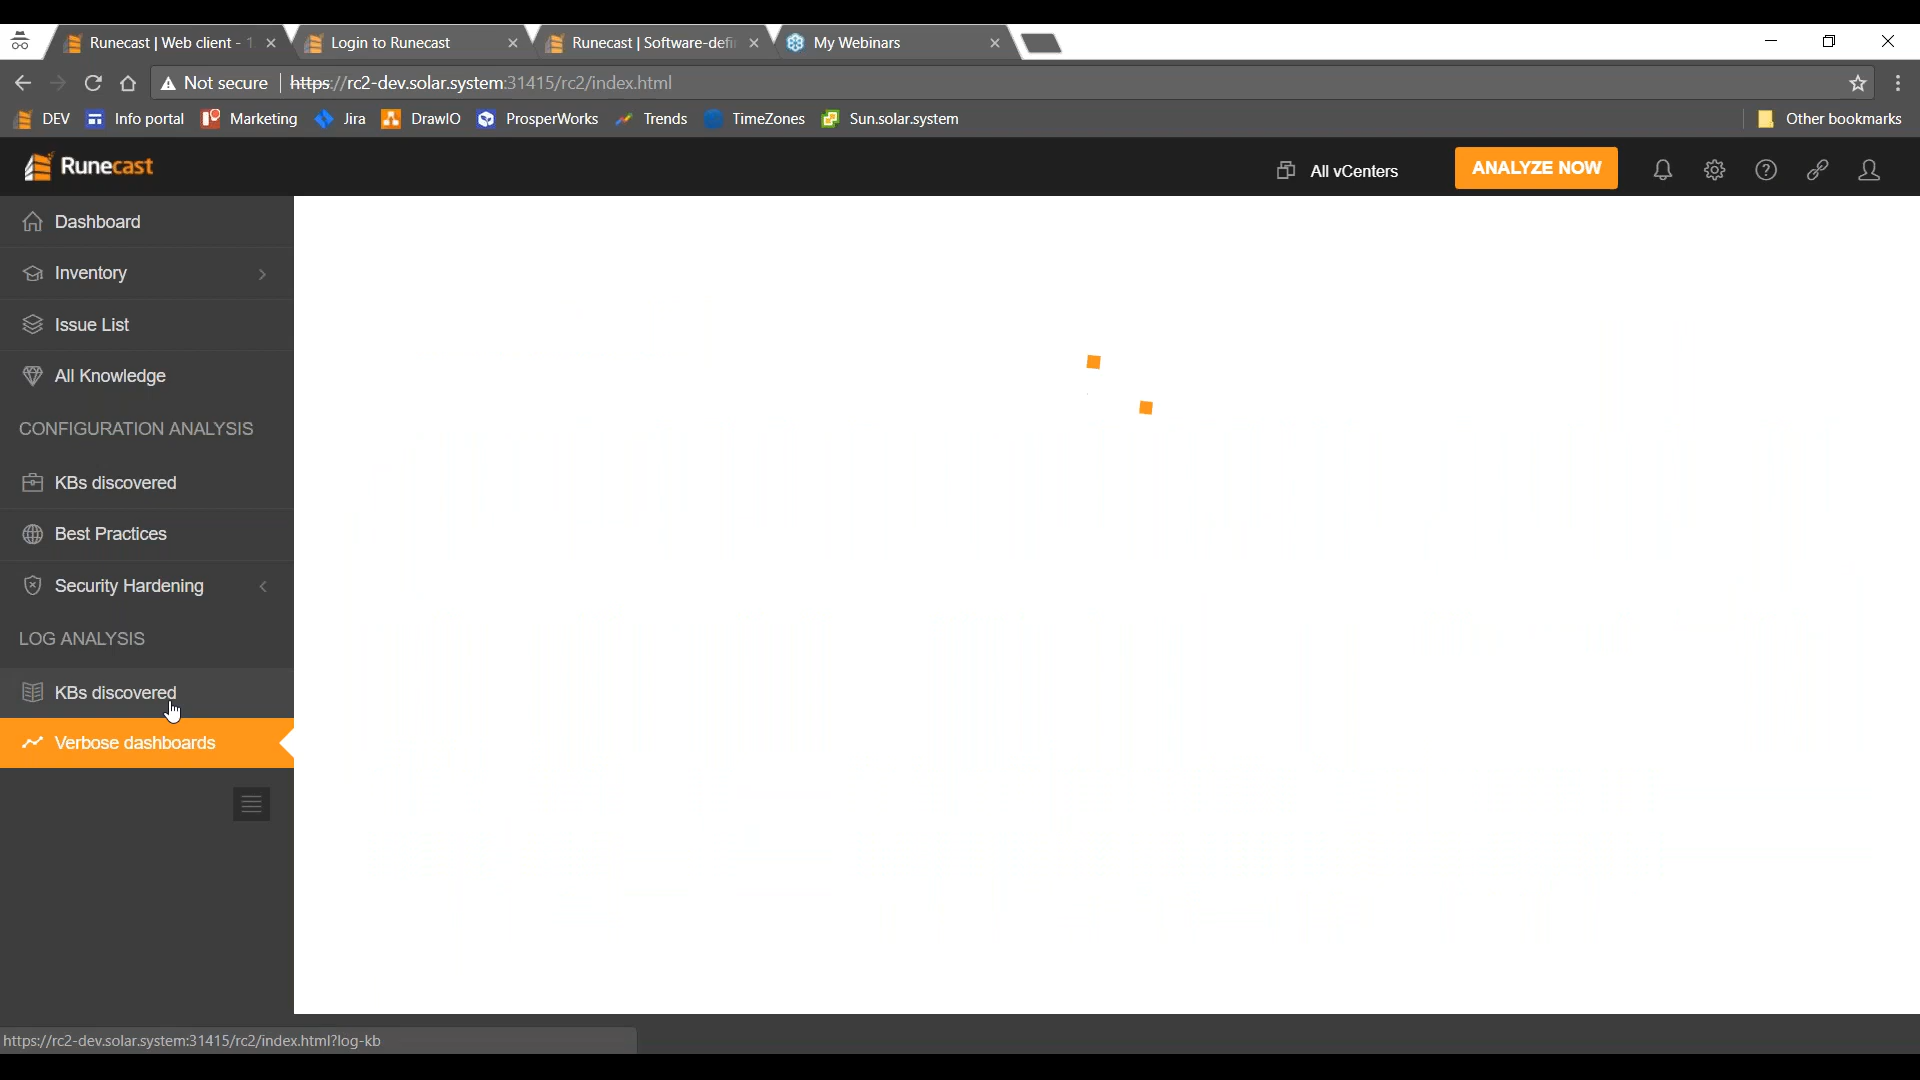 Runecast | Web client - 1
Login to Runecast
Runecast | Software-defi
My Webinars
Not secure
https://rc2-dev.solar.system:31415/rc2/index.html
DEV
Info portal
Marketing
Jira
DrawIO
ProsperWorks
Trends
TimeZones
Sun.solar.system
Other bookmarks
Runecast
All vCenters
ANALYZE NOW
Dashboard
Inventory
Issue List
All Knowledge
CONFIGURATION ANALYSIS
KBs discovered
Best Practices
Security Hardening
LOG ANALYSIS
KBs discovered
Verbose dashboards
https://rc2-dev.solar.system:31415/rc2/index.html?log-kb